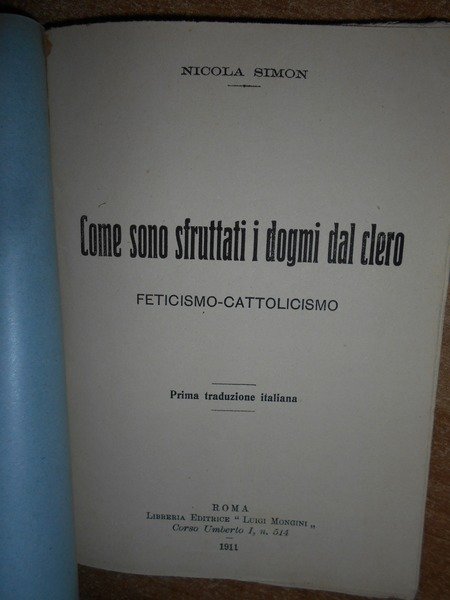 NICOLA SIMON
Come sono sfruttati i dogmi dal clero
FETICISMO-CATTOLICISMO
Prima traduzione italiana
ROMA
LIBRERIA EDITRICE “ LUIGI MONGINI „
Corso Umberto I, n. 514
1911